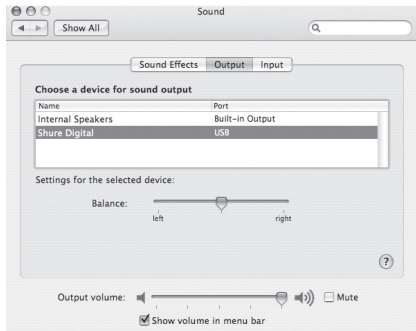 Sound
Show All
Sound Effects Output Input
Choose a device for sound output
Name Port
Internal Speakers Built-in Output
Shure Digital USB
Settings for the selected device:
Balance:
left right
?
Output volume: Mute
Show volume in menu bar